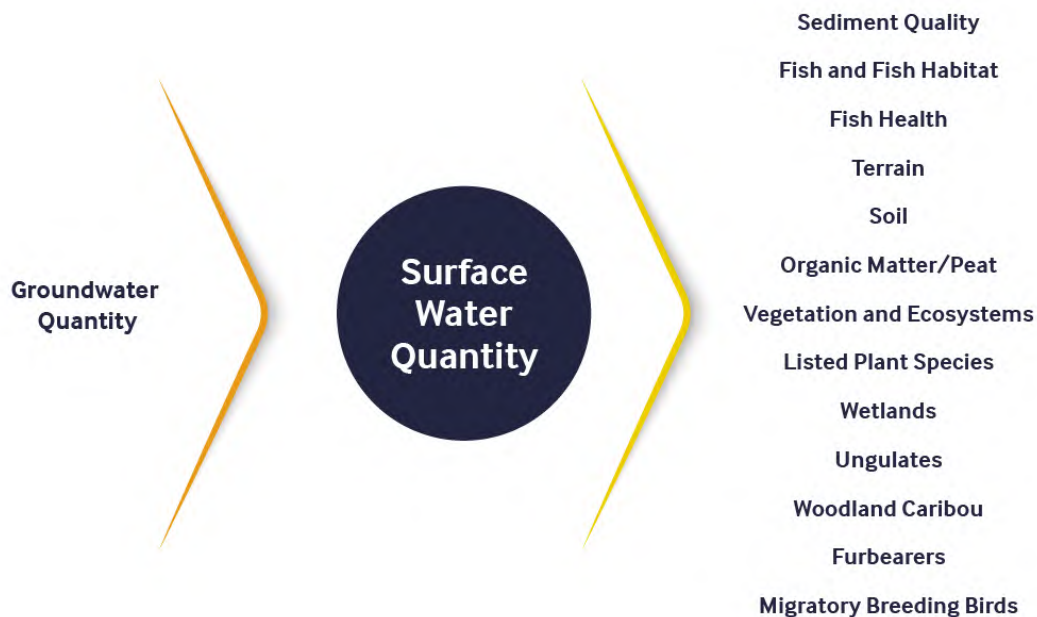 Groundwater
Quantity
Surface
Water
Quantity
Sediment Quality
Fish and Fish Habitat
Fish Health
Terrain
Soil
Organic Matter/Peat
Vegetation and Ecosystems
Listed Plant Species
Wetlands
Ungulates
Woodland Caribou
Furbearers
Migratory Breeding Birds